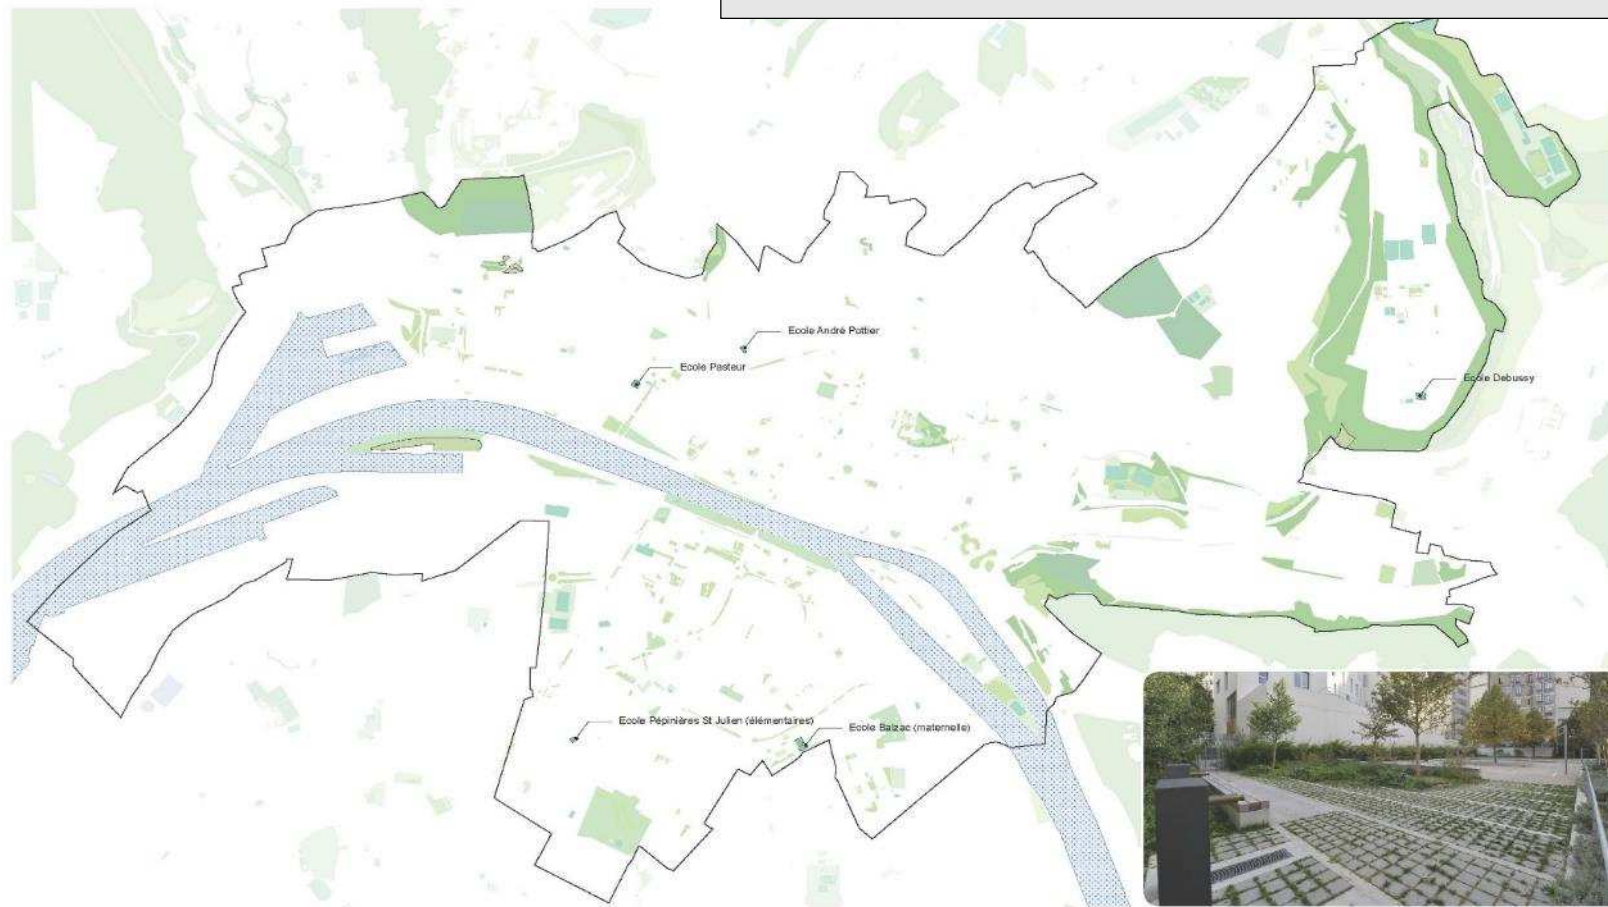 Ecole André Pottier
Ecole Pasteur
Ecole Debussy
Ecole Pépinières St Julien (élémentaires)
Ecole Balzac (maternelle)